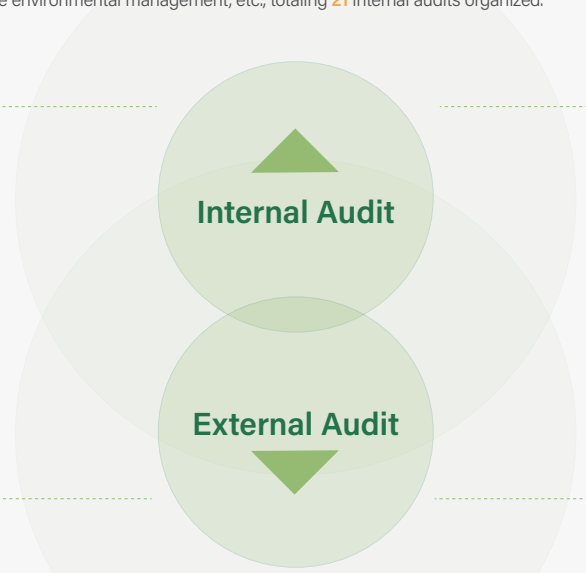 e environmental management, etc., totaling 21 internal audits organized.
Internal Audit
External Audit